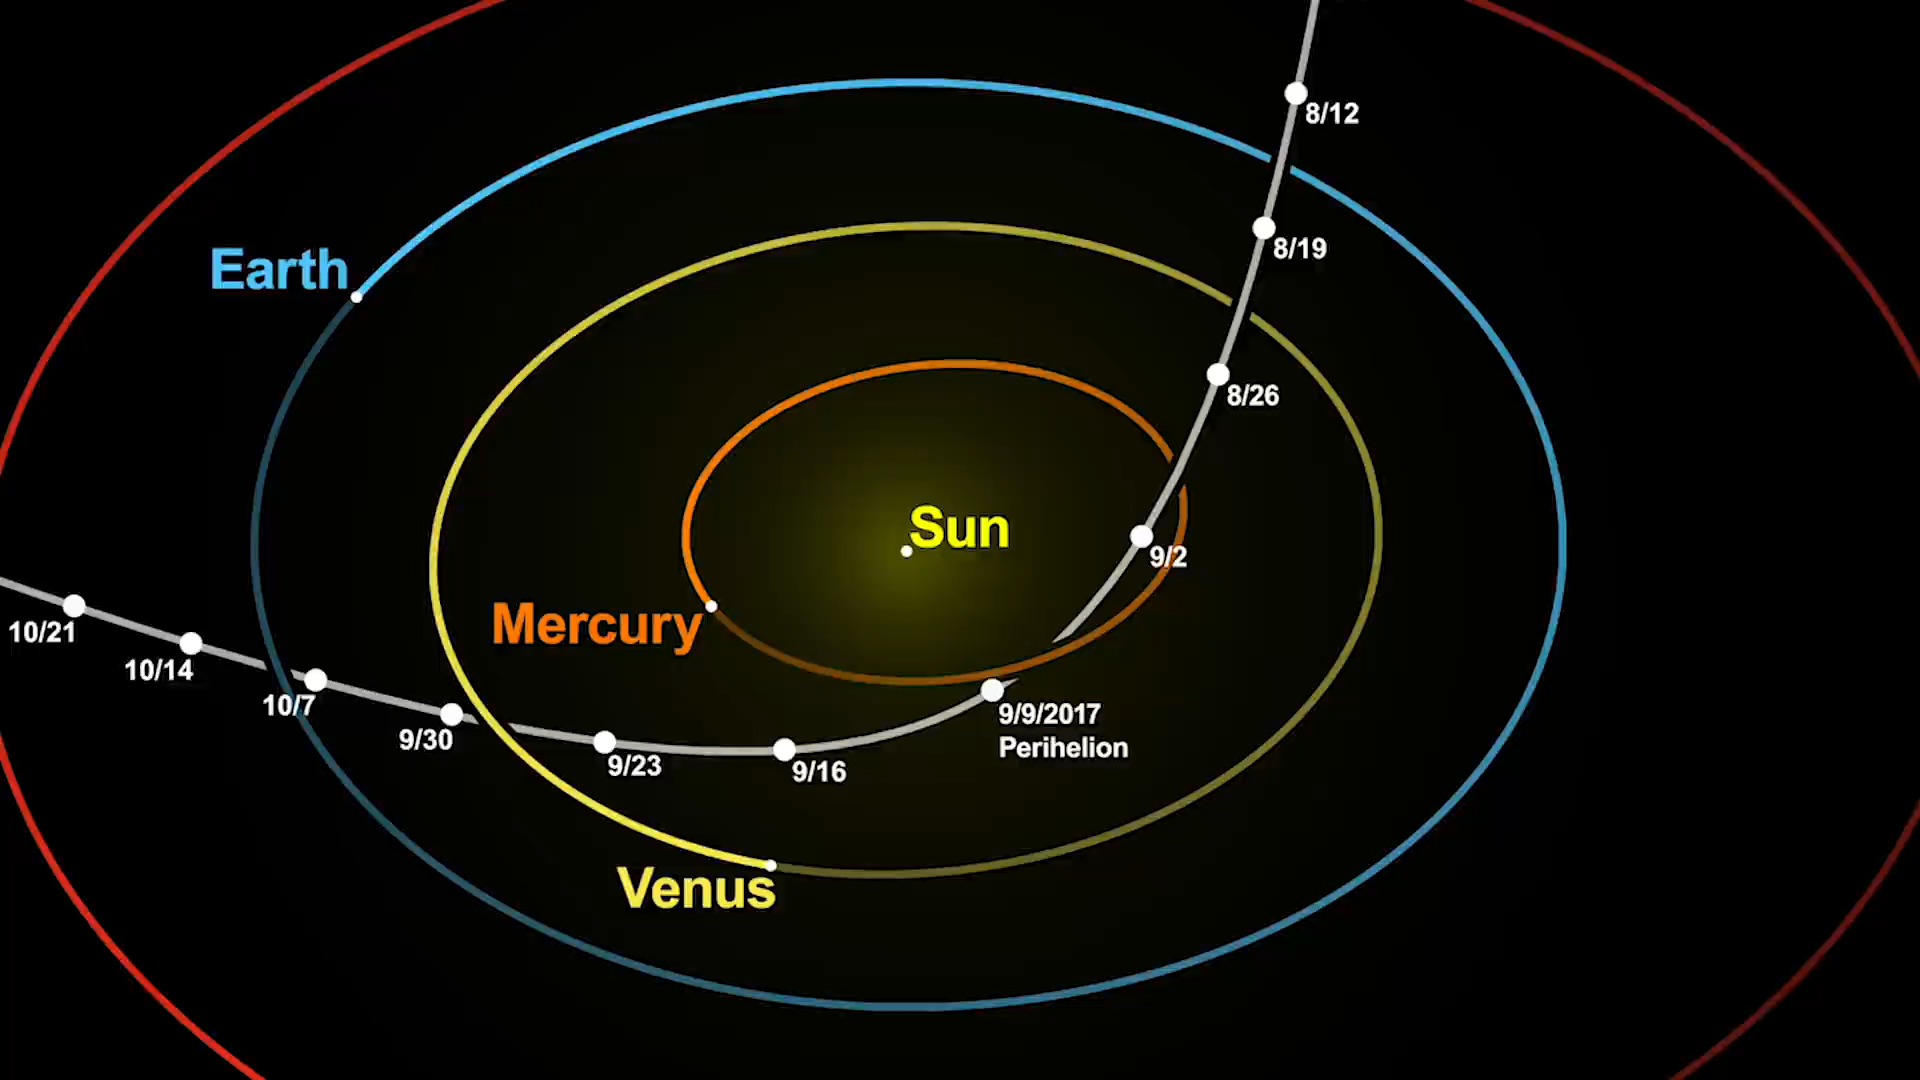 8/12
8/19
Earth
8/26
Sun
9/2
Mercury
10/21
10/14
10/7
9/30
9/23
9/16
9/9/2017
Perihelion
Venus